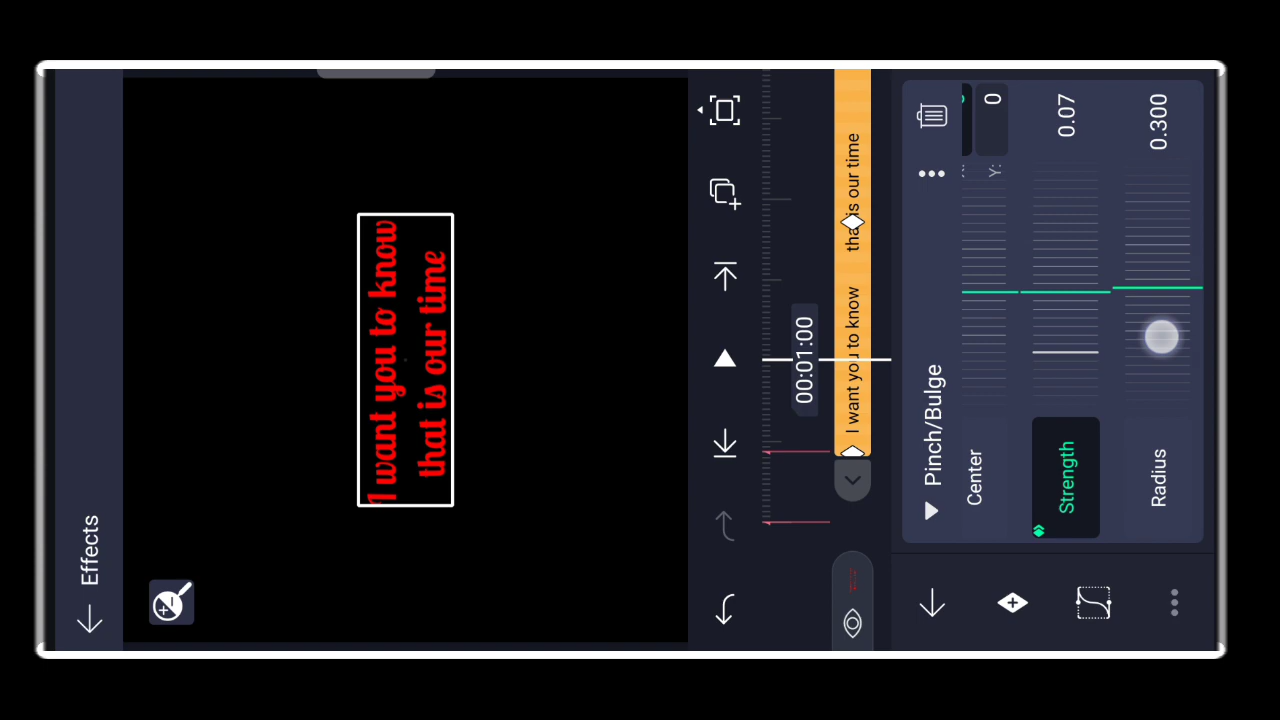 Effects
I want you to know
that is our time
00:01:00
I want you to know that is our time
Pinch/Bulge
Center
Y: 0
Strength 0.07
Radius 0.300